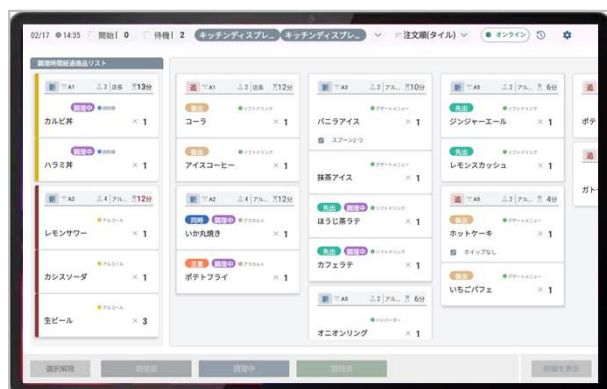 02/17 14:35 開始 0 待機 2 キッチンディスプレ… キッチンディスプレ… 注文順(タイル) オンライン
調理時間経過商品リスト
新 A1 2 店長 13分
調理中
カルビ丼 × 1
調理中
ハラミ丼 × 1
新 A2 4 アル… 12分
アルコール
レモンサワー × 1
アルコール
カシスソーダ × 1
アルコール
生ビール × 3
追 A1 2 店長 12分
後出 ソフトドリンク
コーラ × 1
後出 ソフトドリンク
アイスコーヒー × 1
新 A2 4 アル… 12分
同時 調理中 アラカルト
いか丸焼き × 1
注意 調理中 アラカルト
ポテトフライ × 1
新 A3 2 アル… 10分
デザートメニュー
バニラアイス × 1
スプーン2つ
デザートメニュー
抹茶アイス × 1
先出 調理中 ソフトドリンク
ほうじ茶ラテ × 1
先出 調理中 ソフトドリンク
カフェラテ × 1
新 A5 2 アル… 6分
ハンバーガー
オニオンリング × 1
新 A5 2 アル… 6分
先出 ソフトドリンク
ジンジャーエール × 1
先出 ソフトドリンク
レモンスカッシュ × 1
追 A5 2 アル… 4分
後出 デザートメニュー
ホットケーキ × 1
ホイップなし
後出 デザートメニュー
いちごパフェ × 1
追
ポテ
追
ガトー
選択解除 調理前 調理中 調理済 詳細を表示